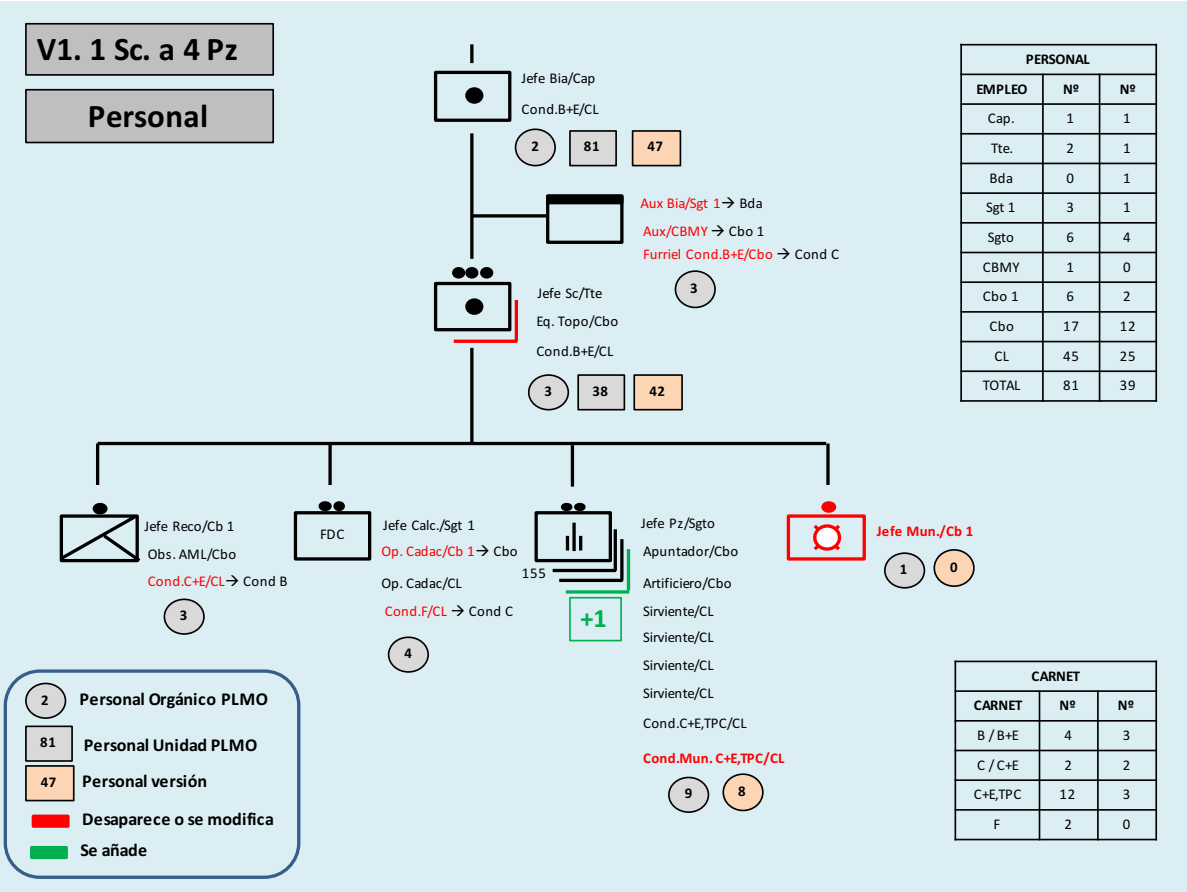 V1. 1 Sc. a 4 Pz
Personal
Jefe Bia/Cap
Cond.B+E/CL
2 81 47
Aux Bia/Sgt 1→ Bda
Aux/CBMY → Cbo 1
Furriel Cond.B+E/Cbo → Cond C
3
Jefe Sc/Tte
Eq. Topo/Cbo
Cond.B+E/CL
3 38 42
Jefe Reco/Cb 1
Obs. AML/Cbo
Cond.C+E/CL→ Cond B
3
FDC
Jefe Calc./Sgt 1
Op. Cadac/Cb 1→ Cbo
Op. Cadac/CL
Cond.F/CL → Cond C
4
155
+1
Jefe Pz/Sgto
Apuntador/Cbo
Artificiero/Cbo
Sirviente/CL
Sirviente/CL
Sirviente/CL
Sirviente/CL
Cond.C+E,TPC/CL
Cond.Mun. C+E,TPC/CL
9 8
Jefe Mun./Cb 1
1 0
PERSONAL
EMPLEO Nº Nº
Cap. 1 1
Tte. 2 1
Bda 0 1
Sgt 1 3 1
Sgto 6 4
CBMY 1 0
Cbo 1 6 2
Cbo 17 12
CL 45 25
TOTAL 81 39
CARNET
CARNET Nº Nº
B / B+E 4 3
C / C+E 2 2
C+E,TPC 12 3
F 2 0
2 Personal Orgánico PLMO
81 Personal Unidad PLMO
47 Personal versión
Desaparece o se modifica
Se añade